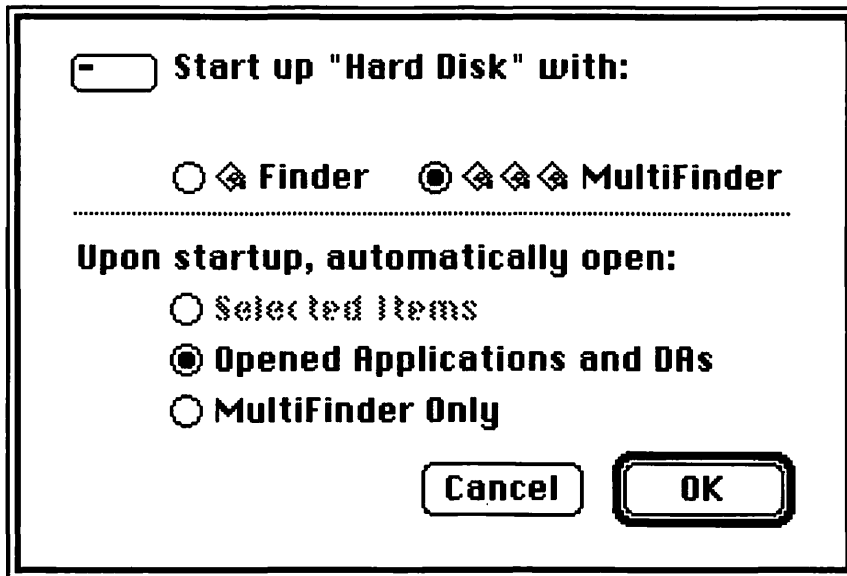 Start up "Hard Disk" with:
Finder MultiFinder
Upon startup, automatically open:
Selected Items
Opened Applications and DAs
MultiFinder Only
Cancel OK